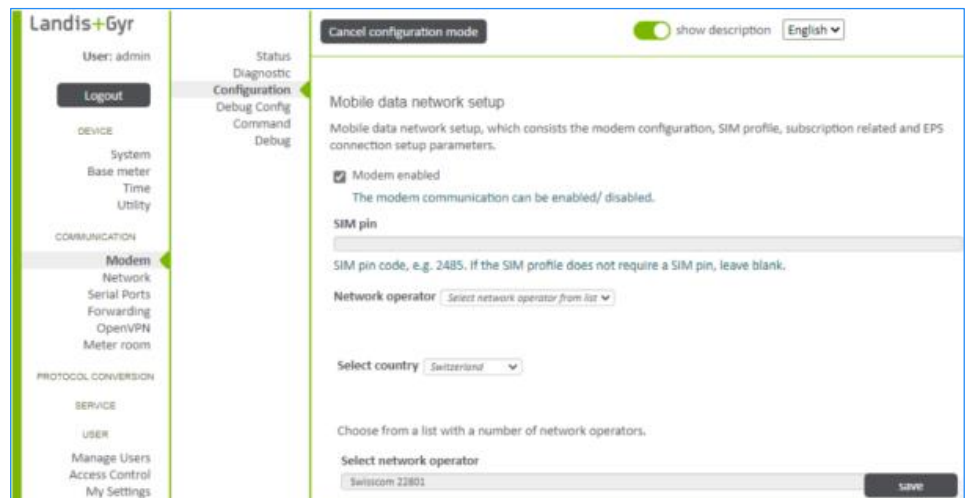 Landis+Gyr
User: admin
Logout
DEVICE
System
Base meter
Time
Utility
COMMUNICATION
Modem
Network
Serial Ports
Forwarding
OpenVPN
Meter room
PROTOCOL CONVERSION
SERVICE
USER
Manage Users
Access Control
My Settings
Status
Diagnostic
Configuration
Debug Config
Command
Debug
Cancel configuration mode
show description
English
Mobile data network setup
Mobile data network setup, which consists the modem configuration, SIM profile, subscription related and EPS
connection setup parameters.
Modem enabled
The modem communication can be enabled/ disabled.
SIM pin
SIM pin code, e.g. 2485. If the SIM profile does not require a SIM pin, leave blank.
Network operator Select network operator from list
Select country Switzerland
Choose from a list with a number of network operators.
Select network operator
Swisscom 22801
save